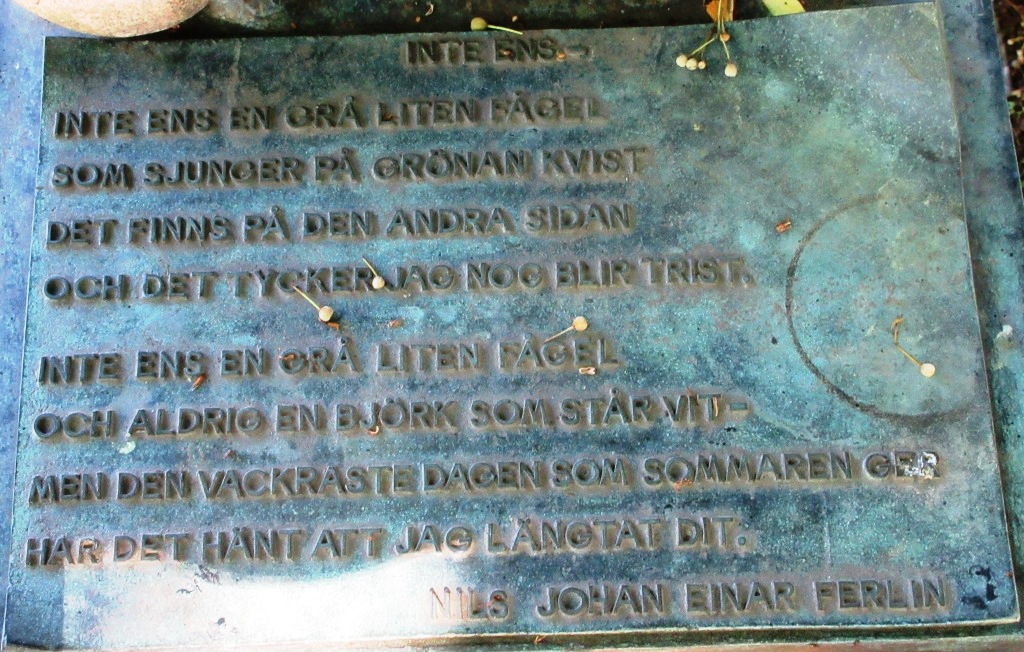 INTE ENS.–
INTE ENS EN GRÅ LITEN FÅGEL
SOM SJUNGER PÅ GRÖNAN KVIST
DET FINNS PÅ DEN ANDRA SIDAN
OCH DET TYCKER JAG NOG BLIR TRIST.
INTE ENS EN GRÅ LITEN FÅGEL
OCH ALDRIG EN BJÖRK SOM STÅR VIT –
MEN DEN VACKRASTE DAGEN SOM SOMMAREN GER
HAR DET HÄNT ATT JAG LÄNGTAT DIT.
NILS JOHAN EINAR FERLIN